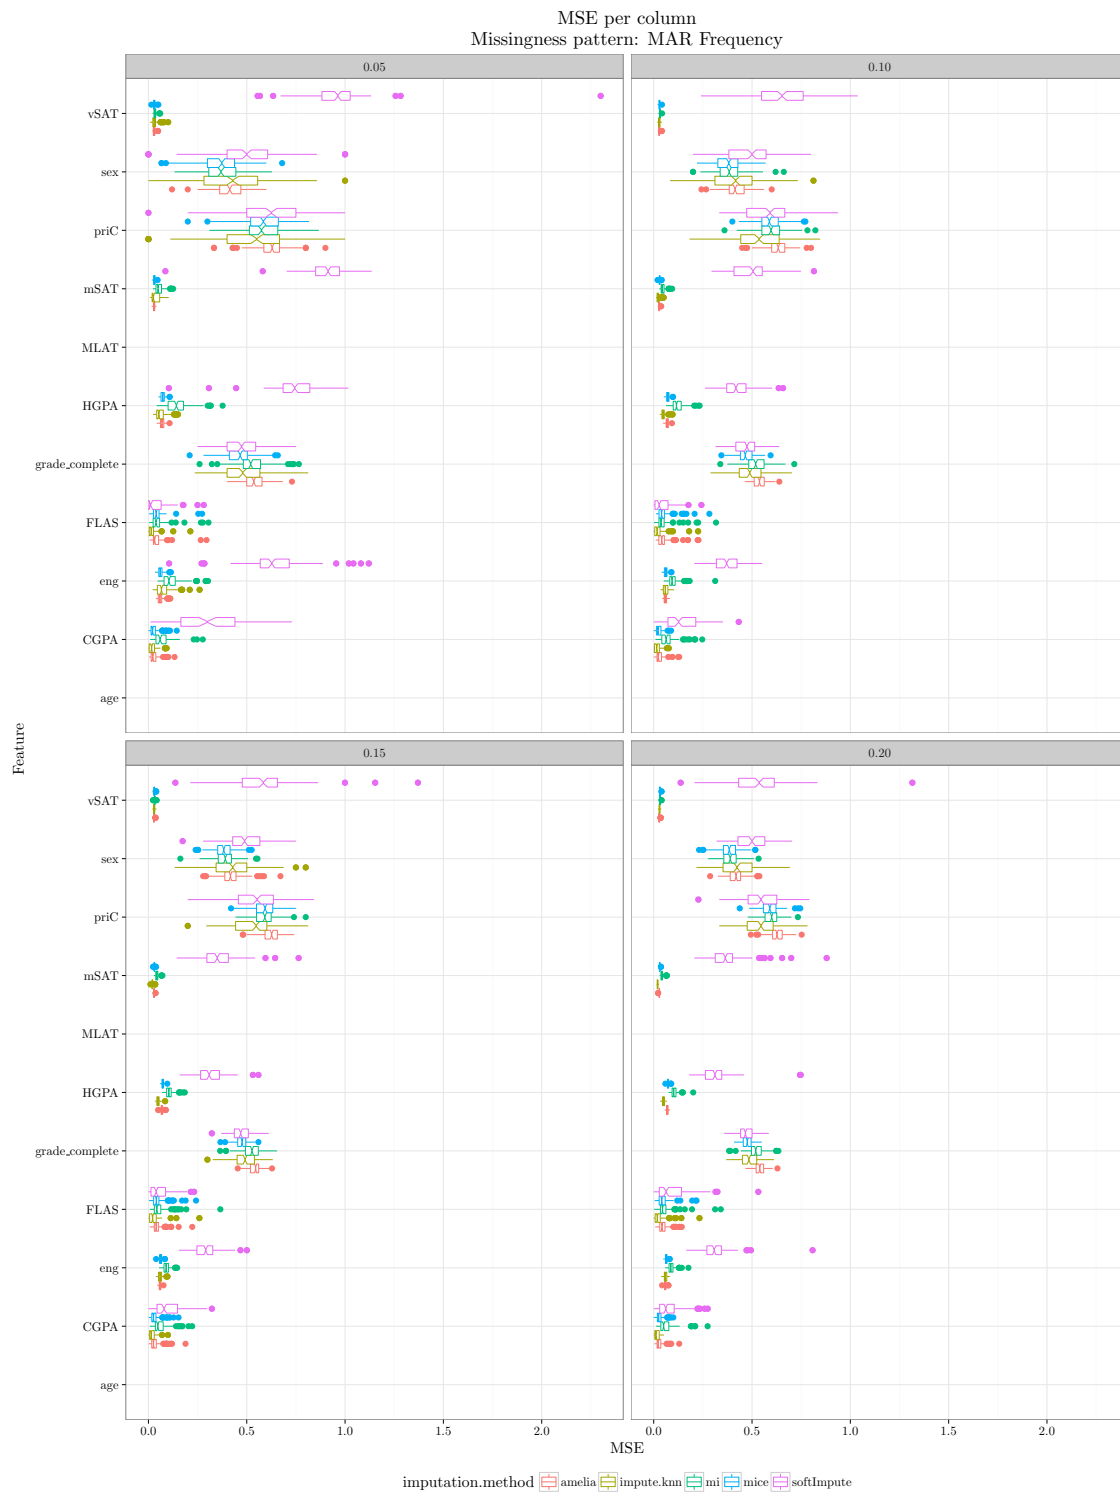 MSE per column
Missingness pattern: MAR Frequency
0.05
0.10
vSAT
sex
priC
mSAT
MLAT
HGPA
grade_complete
FLAS
eng
CGPA
age
Feature
0.15
0.20
vSAT
sex
priC
mSAT
MLAT
HGPA
grade_complete
FLAS
eng
CGPA
age
0.0 0.5 1.0 1.5 2.0
0.0 0.5 1.0 1.5 2.0
MSE
imputation.method amelia impute.knn mi mice softImpute